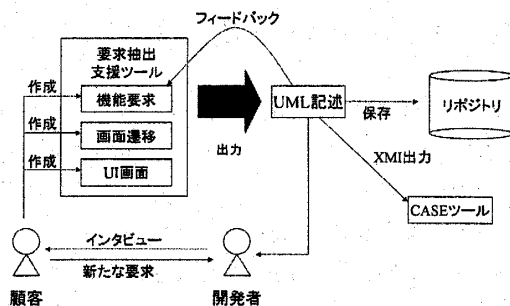 フィードバック
要求抽出
支援ツール
作成
機能要求
作成
画面遷移
作成
UI画面
出力
UML記述
保存
リポジトリ
XMI出力
CASEツール
インタビュー
新たな要求
顧客
開発者